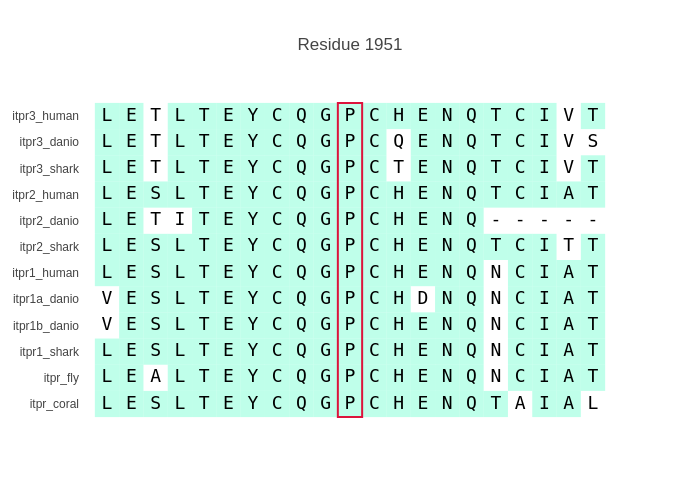 Residue 1951
itpr3_human L E T L T E Y C Q G P C H E N Q T C I V T
itpr3_danio L E T L T E Y C Q G P C Q E N Q T C I V S
itpr3_shark L E T L T E Y C Q G P C T E N Q T C I V T
itpr2_human L E S L T E Y C Q G P C H E N Q T C I A T
itpr2_danio L E T I T E Y C Q G P C H E N Q - - - - -
itpr2_shark L E S L T E Y C Q G P C H E N Q T C I T T
itpr1_human L E S L T E Y C Q G P C H E N Q N C I A T
itpr1a_danio V E S L T E Y C Q G P C H D N Q N C I A T
itpr1b_danio V E S L T E Y C Q G P C H E N Q N C I A T
itpr1_shark L E S L T E Y C Q G P C H E N Q N C I A T
itpr_fly L E A L T E Y C Q G P C H E N Q N C I A T
itpr_coral L E S L T E Y C Q G P C H E N Q T A I A L